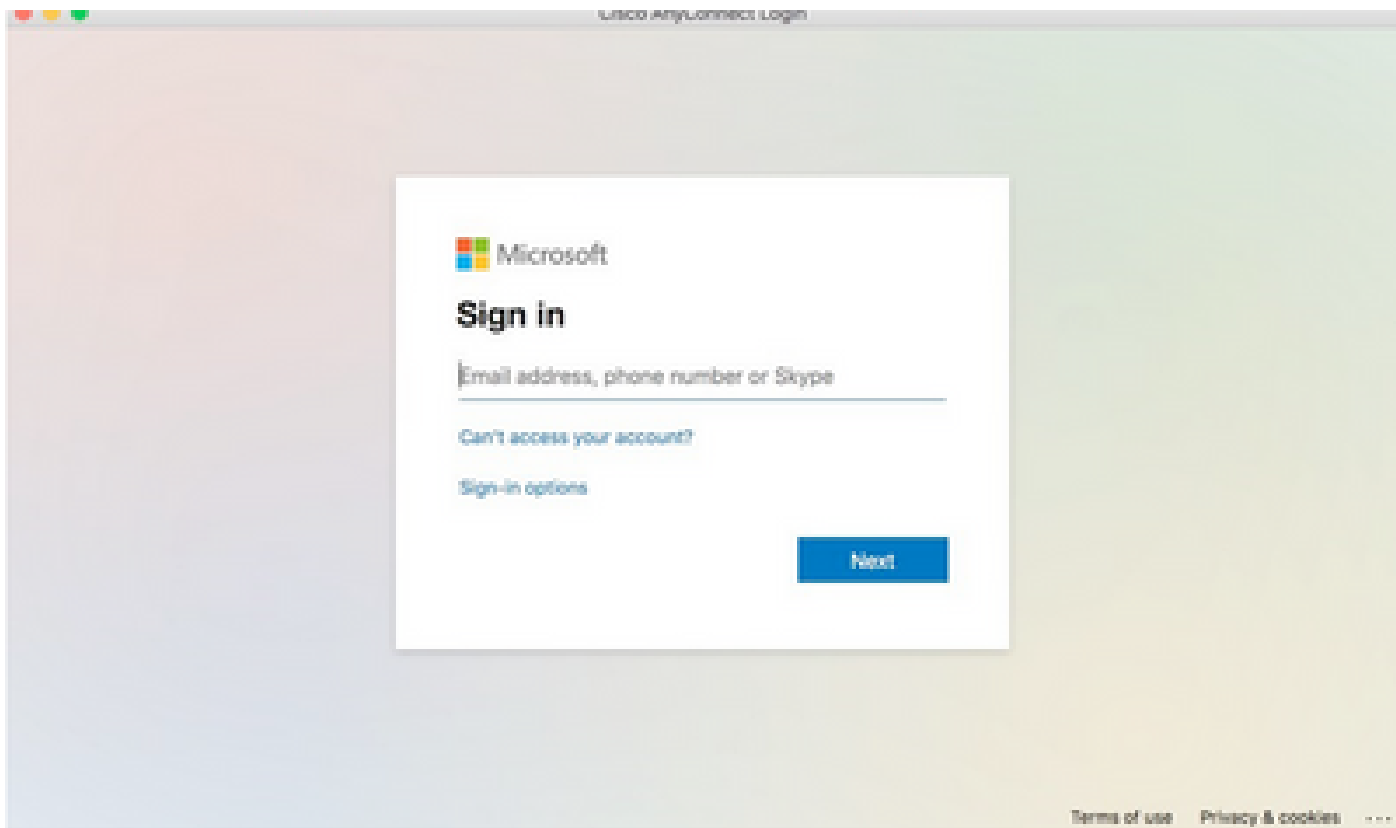 Cisco AnyConnect Login
Microsoft
Sign in
Email address, phone number or Skype
Can't access your account?
Sign-in options
Next
Terms of use Privacy & cookies ...